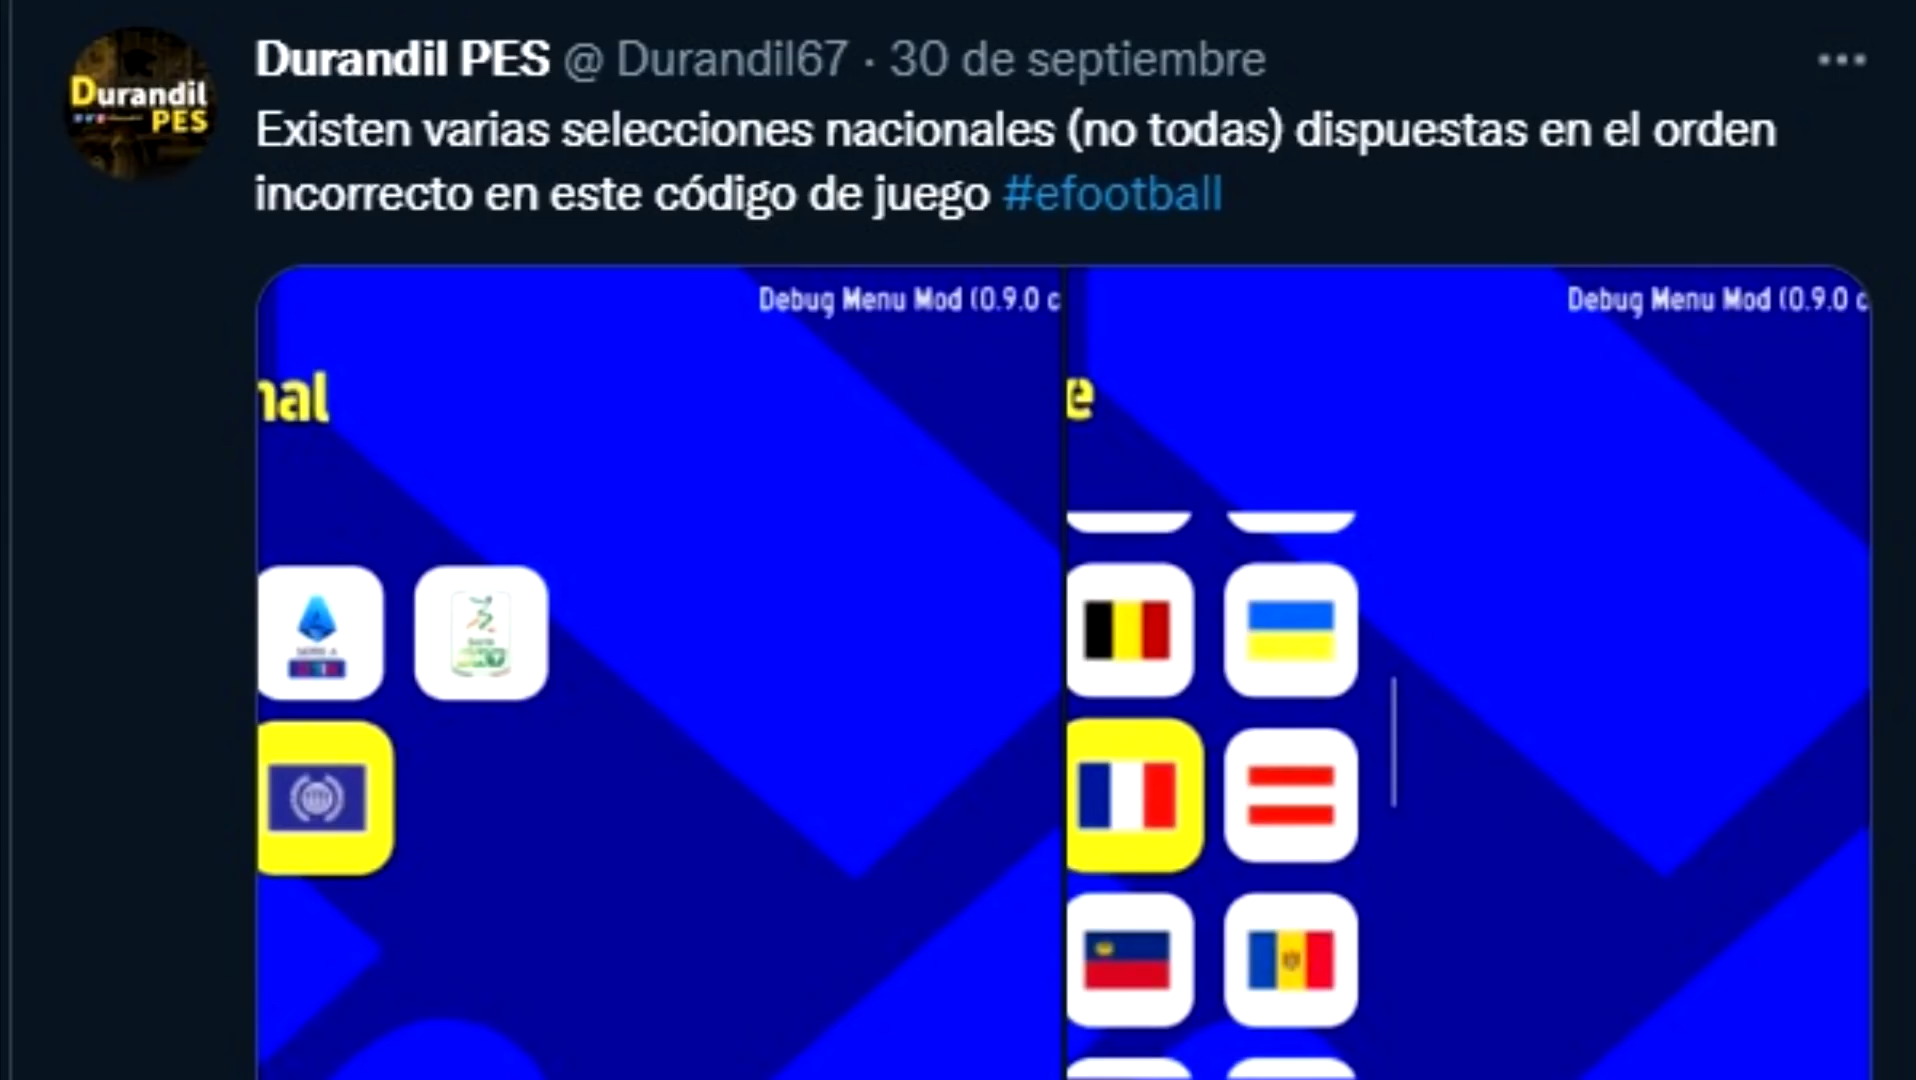 Durandil PES @ Durandil67 · 30 de septiembre
Durandil
PES
Existen varias selecciones nacionales (no todas) dispuestas en el orden
incorrecto en este código de juego #efootball
Debug Menu Mod (0.9.0 c
Debug Menu Mod (0.9.0 c
nal
e
SERIE A